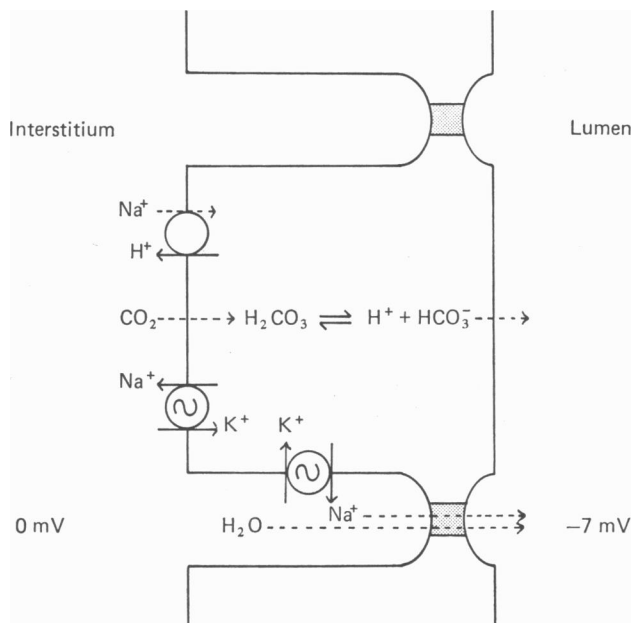 Interstitium
Lumen
Na⁺
H⁺
CO₂ H₂CO₃ ⇌ H⁺ + HCO₃⁻
Na⁺
K⁺
K⁺
Na⁺
0 mV
H₂O
−7 mV